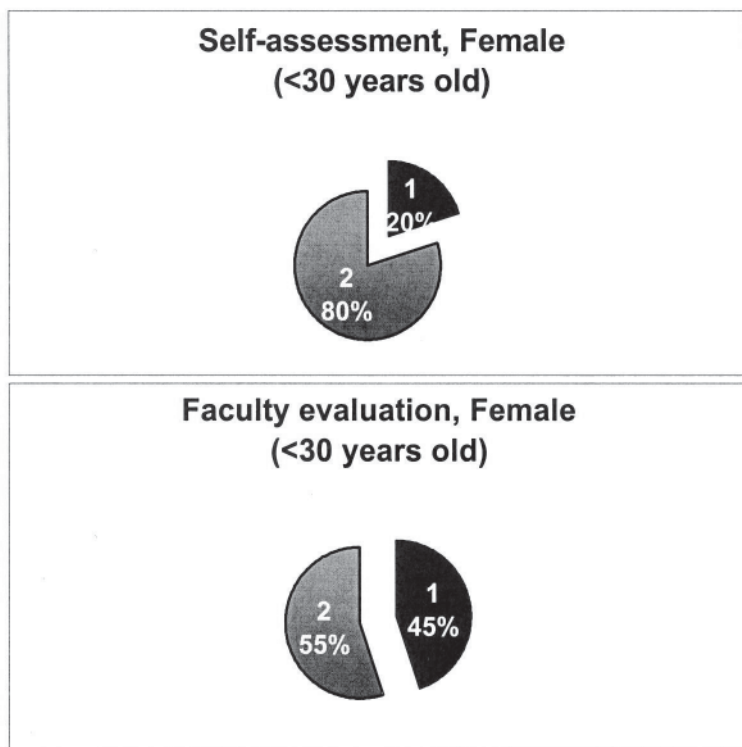 Self-assessment, Female
(<30 years old)
1
20%
2
80%
Faculty evaluation, Female
(<30 years old)
2
55%
1
45%